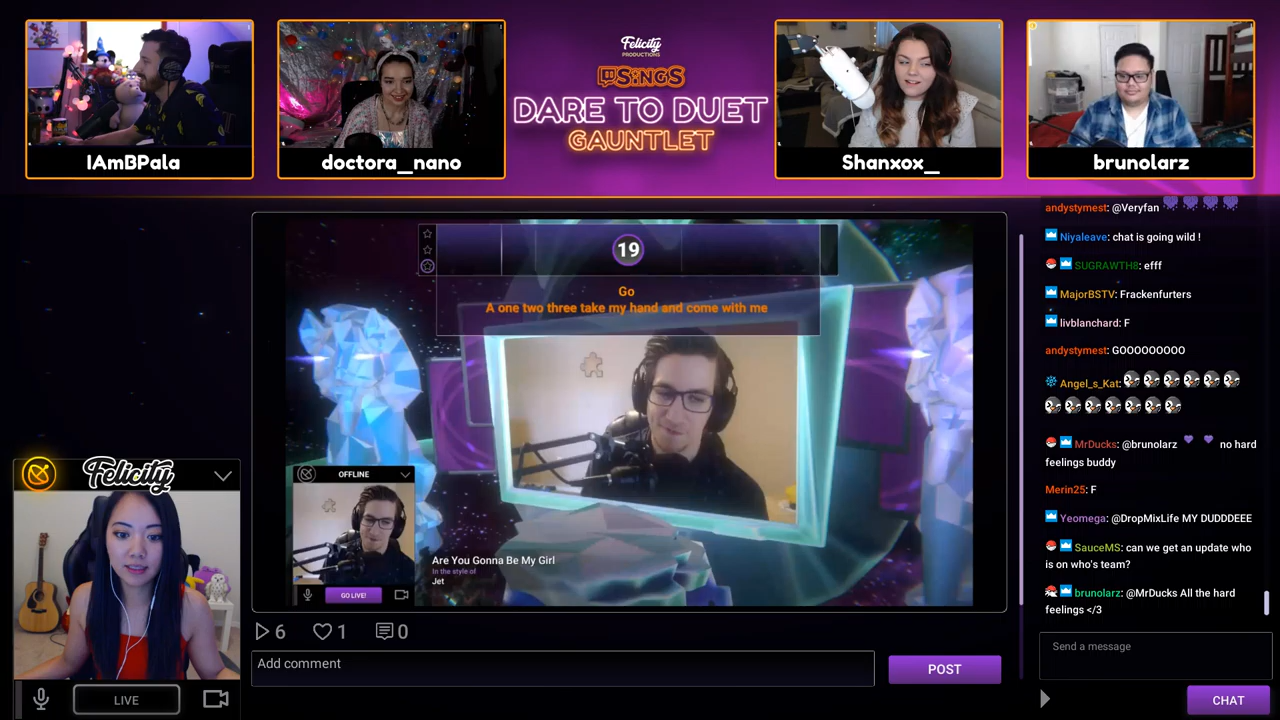 Felicity
PRODUCTIONS
SiNGS
DARE TO DUET
GAUNTLET
IAmBPala
doctora__nano
Shanxox_
brunolarz
19
Go
A one two three take my hand and come with me
OFFLINE
GO LIVE!
Are You Gonna Be My Girl
In the style of
Jet
6
1
0
Add comment
POST
Felicity
LIVE
andystymest: @Veryfan
Niyaleave: chat is going wild !
SUGRAWTH8: efff
MajorBSTV: Frackenfurters
livblanchard: F
andystymest: GOOOOOOOOO
Angel_s_Kat:
MrDucks: @brunolarz no hard
feelings buddy
Merin25: F
Yeomega: @DropMixLife MY DUDDDEEE
SauceMS: can we get an update who
is on who's team?
brunolarz: @MrDucks All the hard
feelings </3
Send a message
CHAT